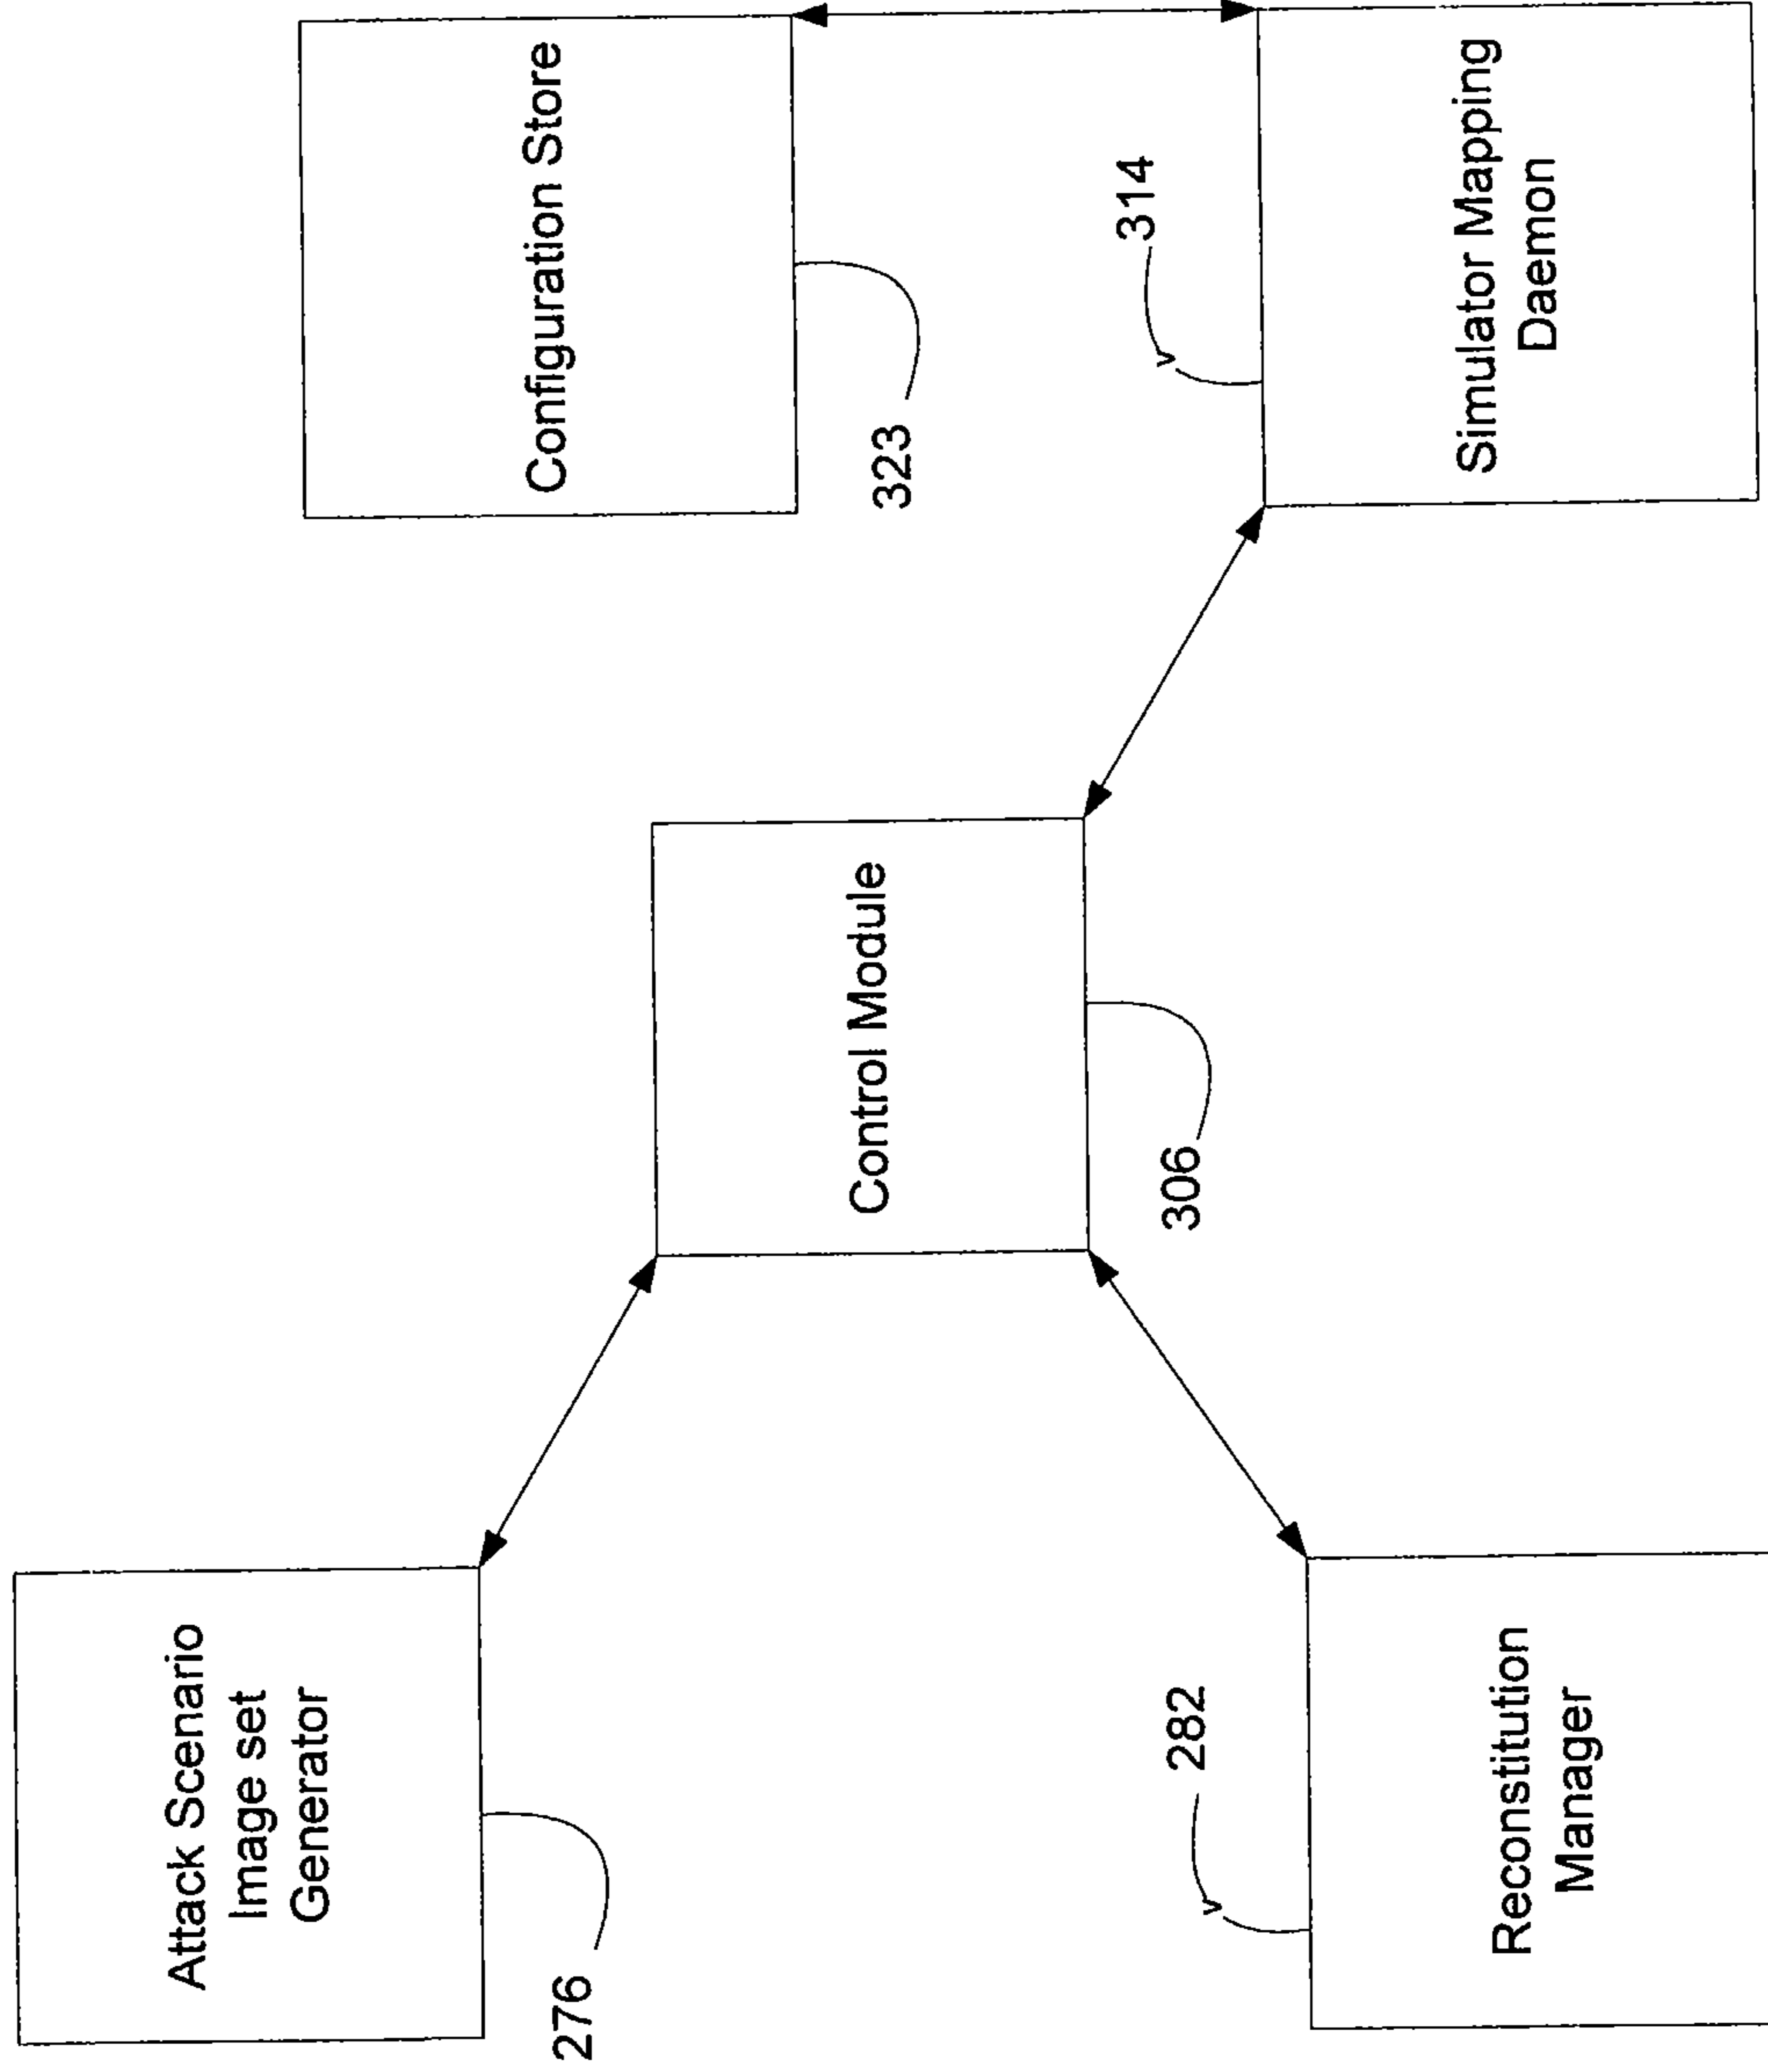 Attack Scenario
Image set
Generator
276
Configuration Store
323
Control Module
306
282
Reconstitution
Manager
314
Simulator Mapping
Daemon